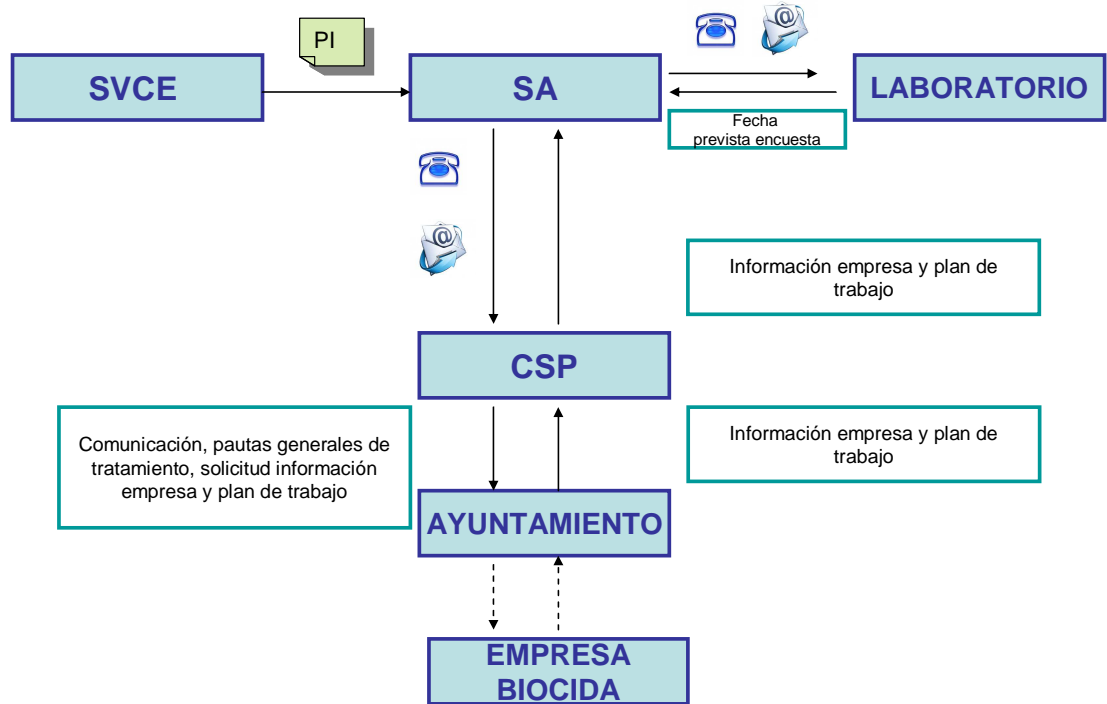 PI
SVCE
SA
LABORATORIO
Fecha
prevista encuesta
Información empresa y plan de
trabajo
CSP
Comunicación, pautas generales de
tratamiento, solicitud información
empresa y plan de trabajo
Información empresa y plan de
trabajo
AYUNTAMIENTO
EMPRESA
BIOCIDA